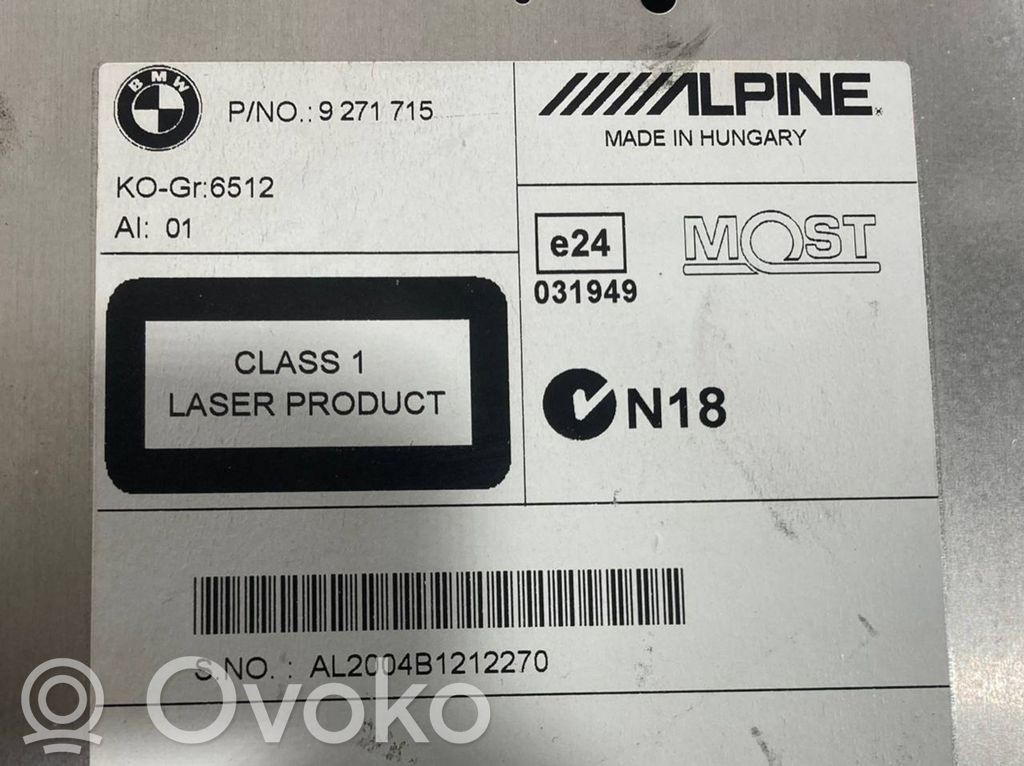 BMW
P/NO.: 9 271 715
KO-Gr:6512
AI: 01
ALPINE
MADE IN HUNGARY
e24
031949
MOST
CLASS 1
LASER PRODUCT
N18
S.NO. : AL2004B1212270
Ovoko